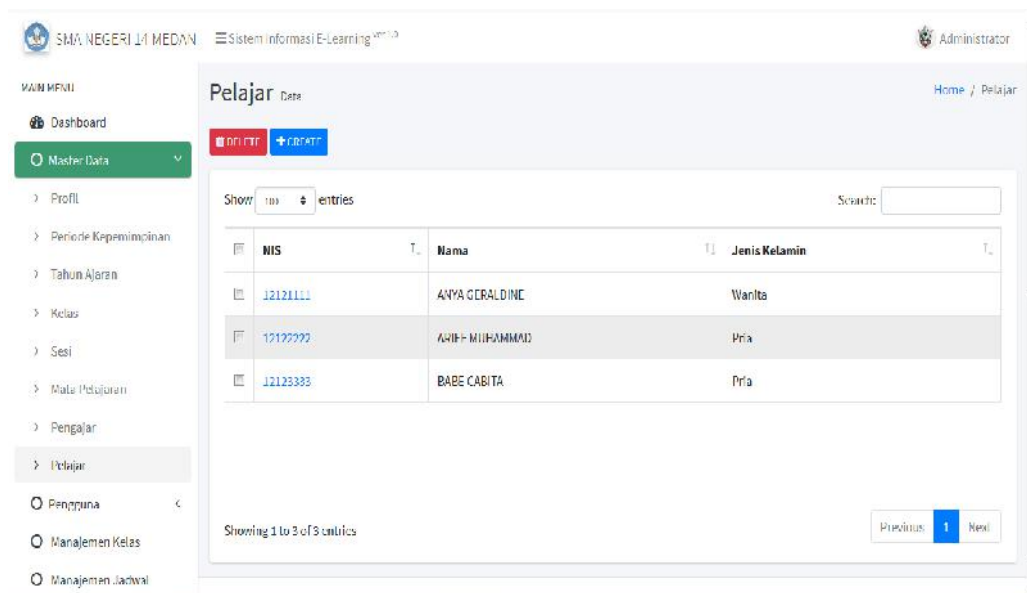 SMA NEGERI 14 MEDAN
Sistem Informasi E-Learning
Administrator
MAIN MENU
Dashboard
Master Data
Profil
Periode Kepemimpinan
Tahun Ajaran
Kelas
Sesi
Mata Pelajaran
Pengajar
Pelajar
Pengguna
Manajemen Kelas
Manajemen Jadwal
Pelajar Data
Home / Pelajar
DELETE CREATE
Show entries
Search:
NIS Nama Jenis Kelamin
12121111 ANYA GERALDINE Wanita
12122222 ARIEF MUHAMMAD Pria
12123333 BABE CABITA Pria
Showing 1 to 3 of 3 entries
Previous 1 Next